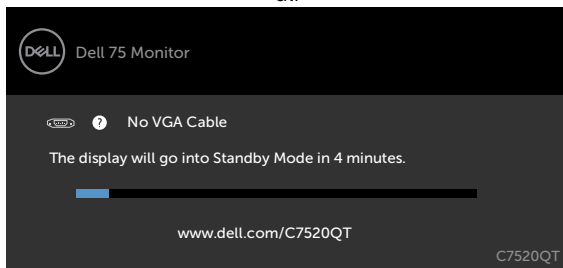 DELL
Dell 75 Monitor
? No VGA Cable
The display will go into Standby Mode in 4 minutes.
www.dell.com/C7520QT
C7520QT